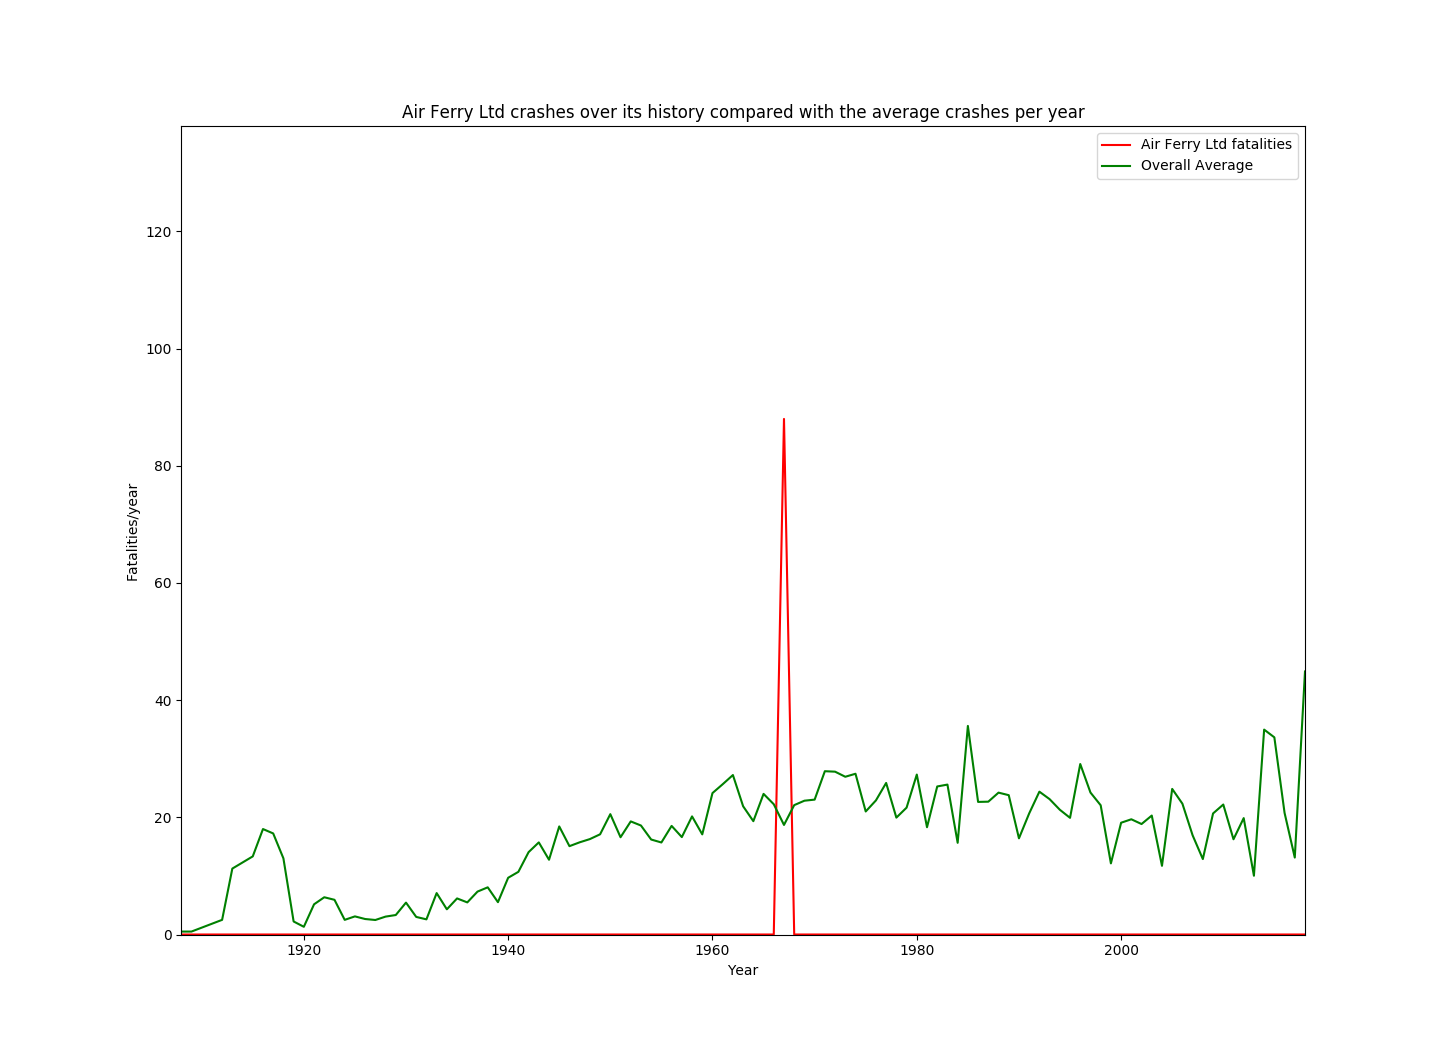 Air Ferry Ltd crashes over its history compared with the average crashes per year
Air Ferry Ltd fatalities
Overall Average
120
100
80
60
40
20
0
Fatalities/year
1920 1940 1960 1980 2000
Year